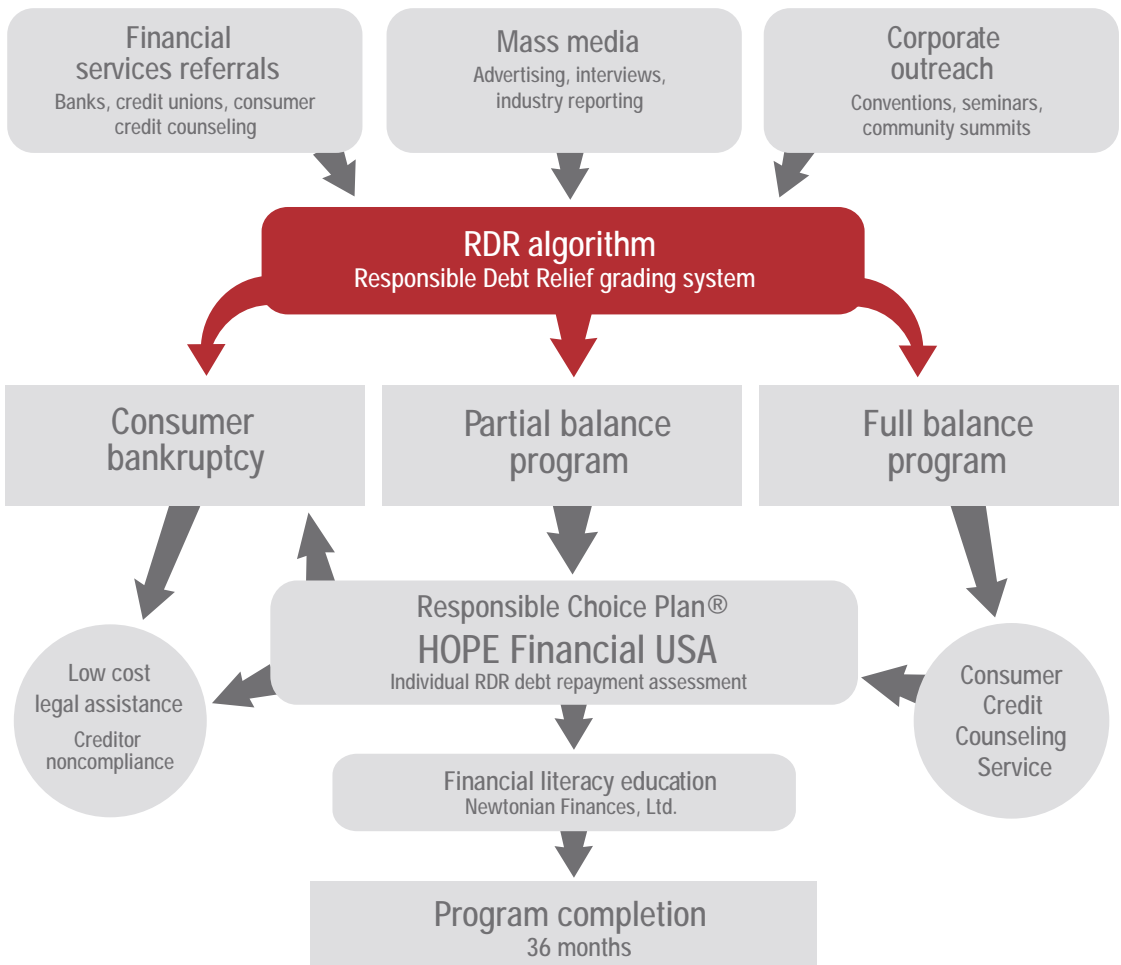 Financial
services referrals
Banks, credit unions, consumer
credit counseling
Mass media
Advertising, interviews,
industry reporting
Corporate
outreach
Conventions, seminars,
community summits
RDR algorithm
Responsible Debt Relief grading system
Consumer
bankruptcy
Partial balance
program
Full balance
program
Responsible Choice Plan®
HOPE Financial USA
Individual RDR debt repayment assessment
Low cost
legal assistance
Creditor
noncompliance
Consumer
Credit
Counseling
Service
Financial literacy education
Newtonian Finances, Ltd.
Program completion
36 months